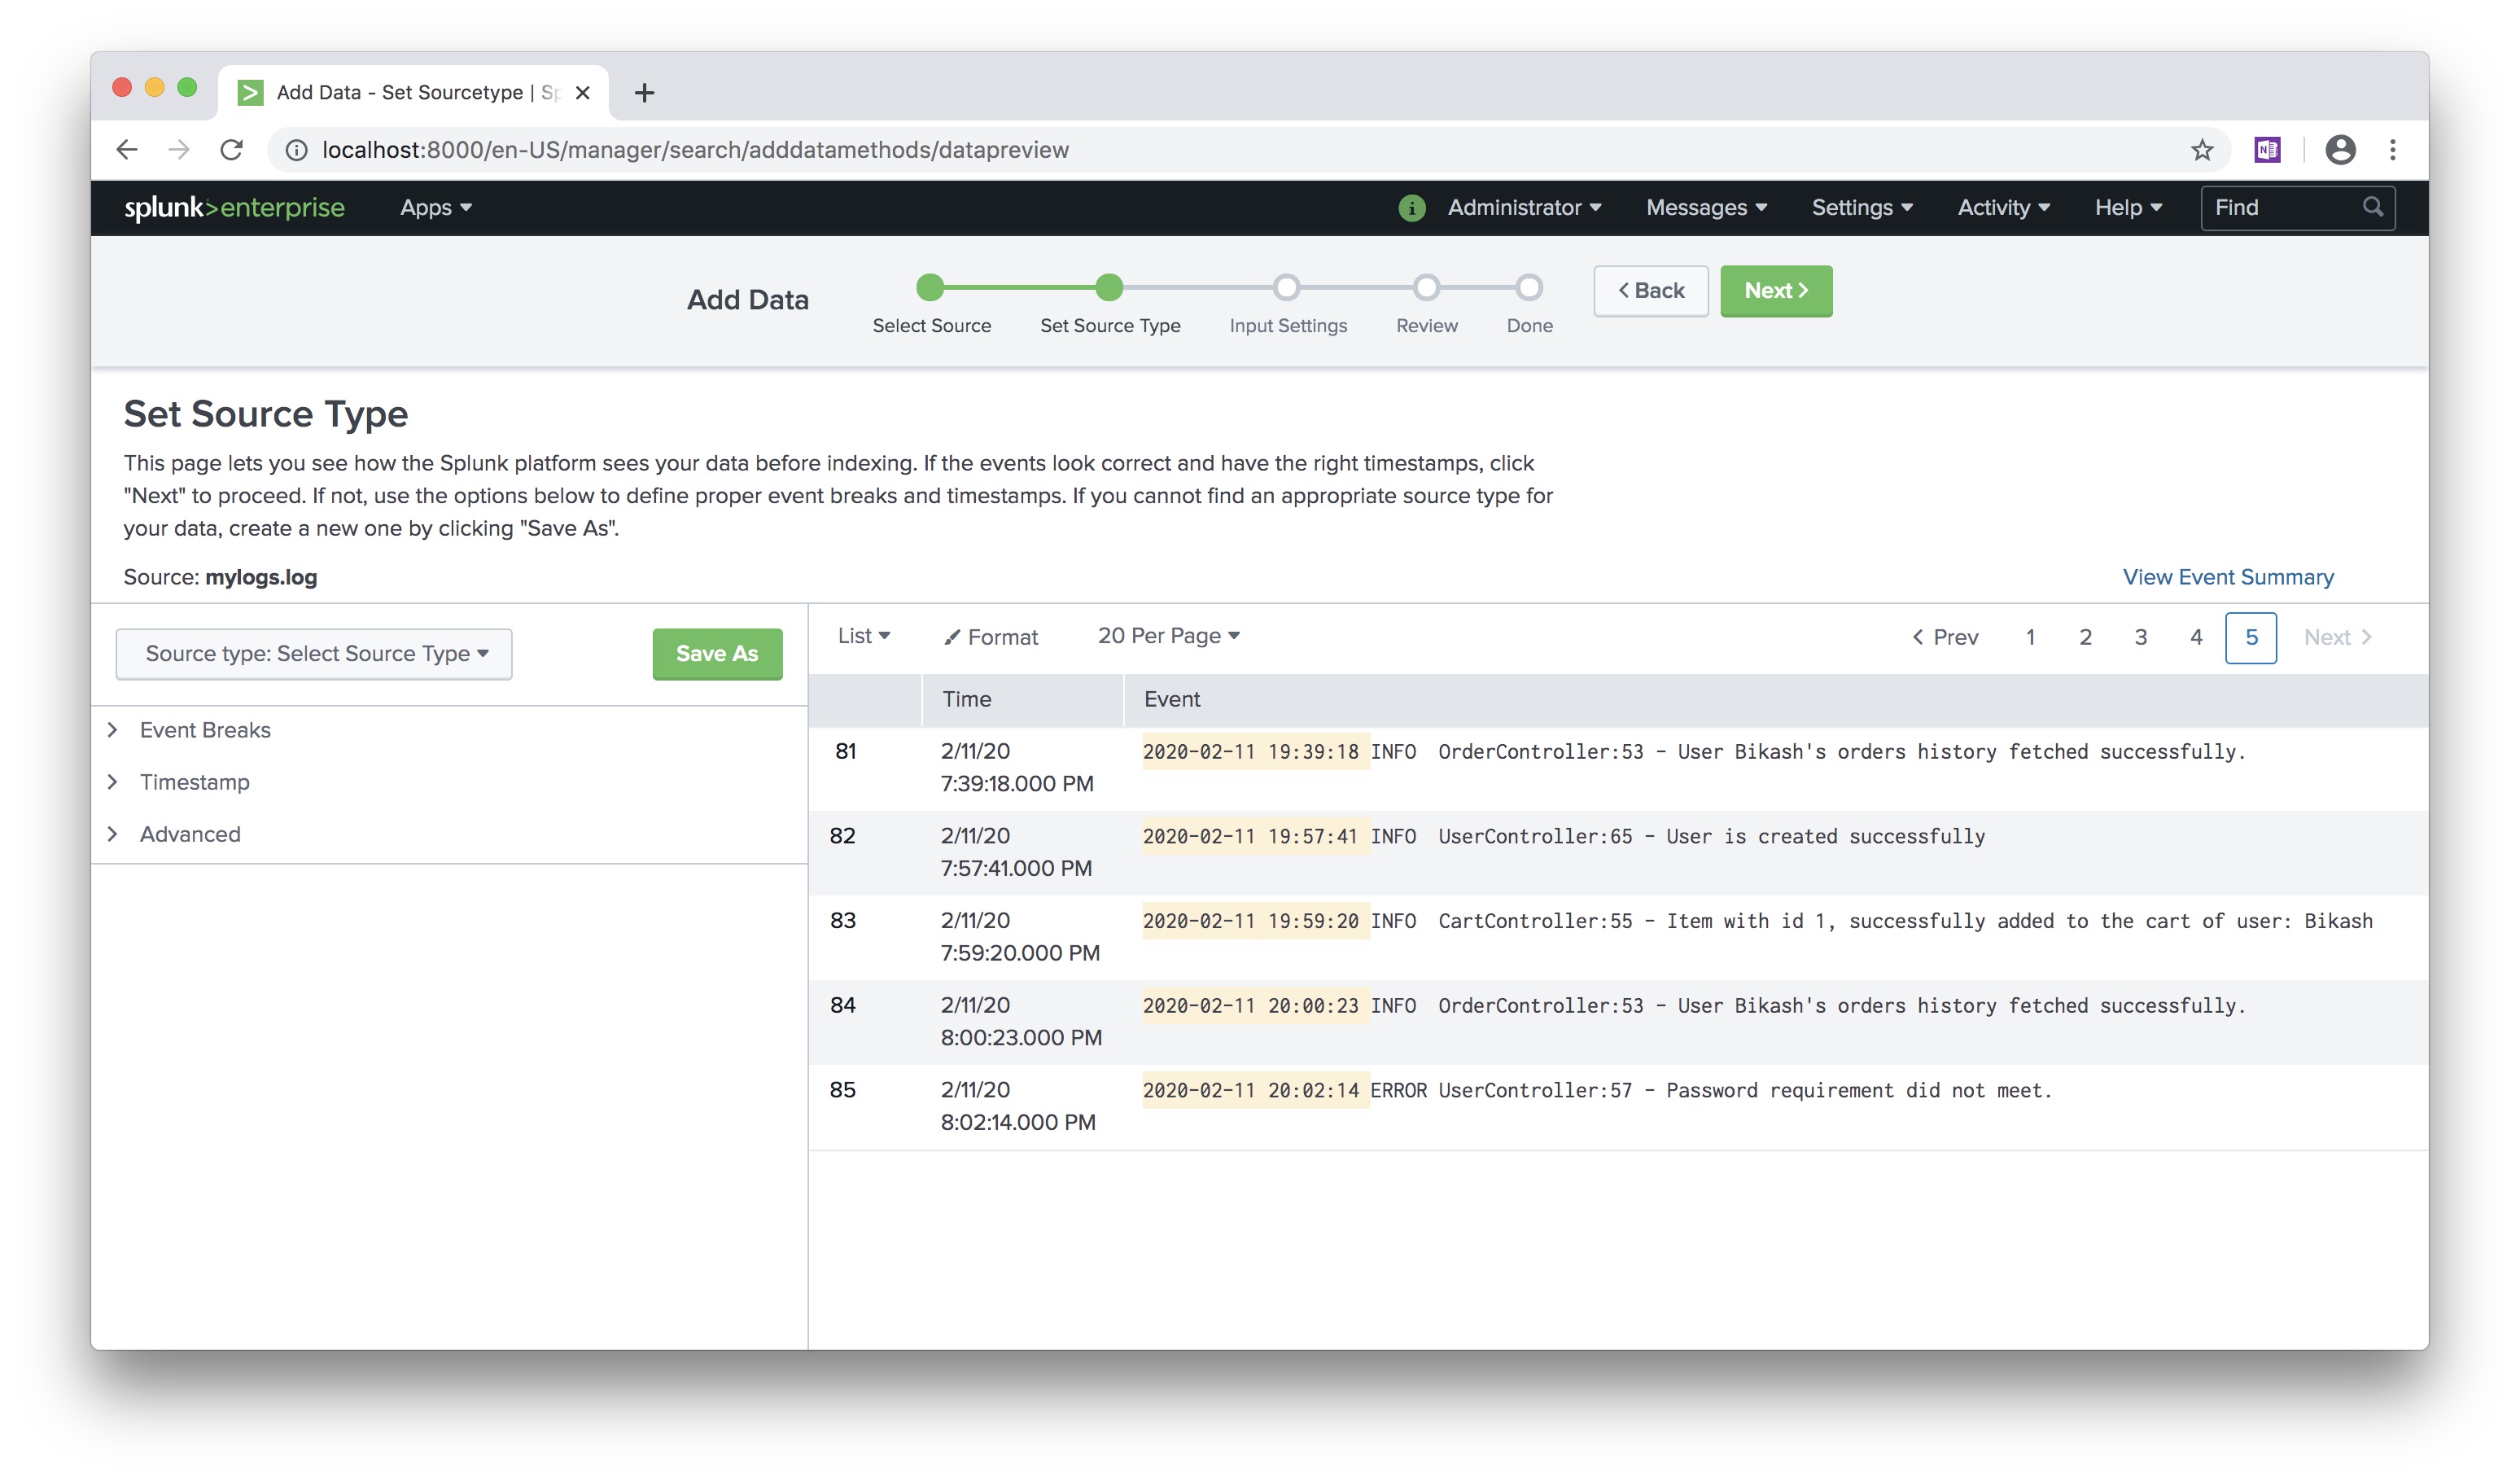 Add Data - Set Sourcetype | Sp
localhost:8000/en-US/manager/search/adddatamethods/datapreview
splunk>enterprise Apps i Administrator Messages Settings Activity Help Find
Add Data
Select Source Set Source Type Input Settings Review Done
< Back Next >
Set Source Type
This page lets you see how the Splunk platform sees your data before indexing. If the events look correct and have the right timestamps, click
"Next" to proceed. If not, use the options below to define proper event breaks and timestamps. If you cannot find an appropriate source type for
your data, create a new one by clicking "Save As".
Source: mylogs.log
View Event Summary
Source type: Select Source Type
Save As
Event Breaks
Timestamp
Advanced
List Format 20 Per Page < Prev 1 2 3 4 5 Next >
Time Event
81 2/11/20 2020-02-11 19:39:18 INFO  OrderController:53 - User Bikash's orders history fetched successfully.
7:39:18.000 PM
82 2/11/20 2020-02-11 19:57:41 INFO  UserController:65 - User is created successfully
7:57:41.000 PM
83 2/11/20 2020-02-11 19:59:20 INFO  CartController:55 - Item with id 1, successfully added to the cart of user: Bikash
7:59:20.000 PM
84 2/11/20 2020-02-11 20:00:23 INFO  OrderController:53 - User Bikash's orders history fetched successfully.
8:00:23.000 PM
85 2/11/20 2020-02-11 20:02:14 ERROR UserController:57 - Password requirement did not meet.
8:02:14.000 PM